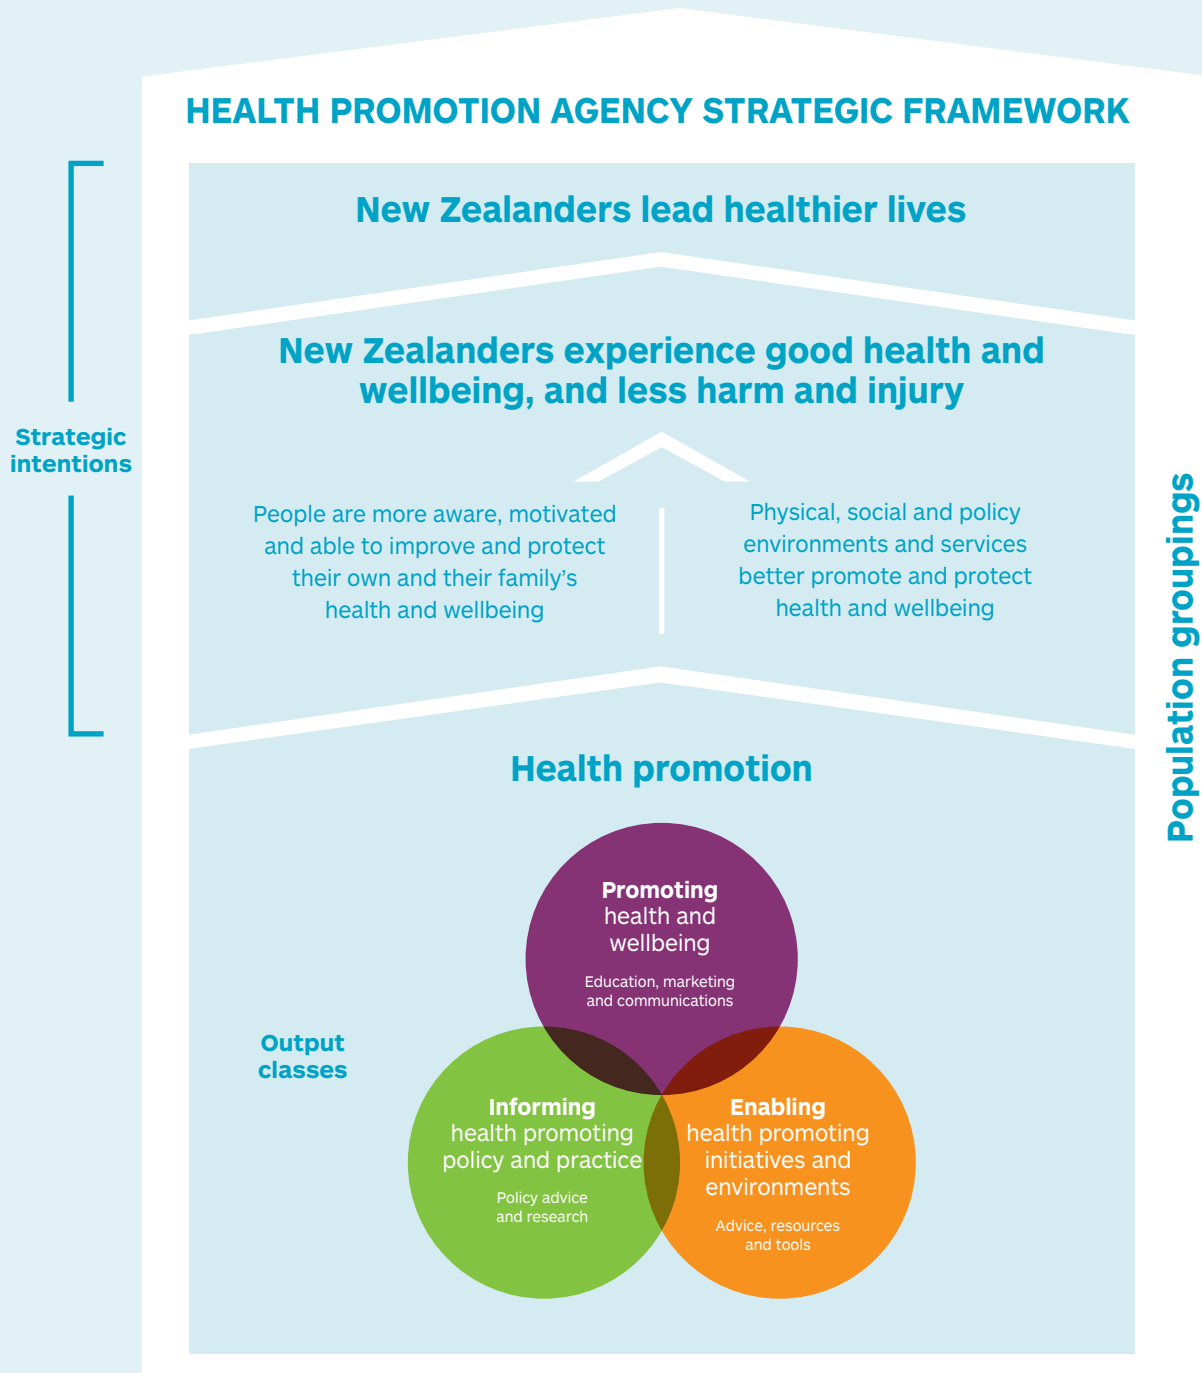 HEALTH PROMOTION AGENCY STRATEGIC FRAMEWORK
New Zealanders lead healthier lives
New Zealanders experience good health and
wellbeing, and less harm and injury
Strategic
intentions
People are more aware, motivated
and able to improve and protect
their own and their family’s
health and wellbeing
Physical, social and policy
environments and services
better promote and protect
health and wellbeing
Population groupings
Health promotion
Promoting
health and
wellbeing
Education, marketing
and communications
Output
classes
Informing
health promoting
policy and practice
Policy advice
and research
Enabling
health promoting
initiatives and
environments
Advice, resources
and tools